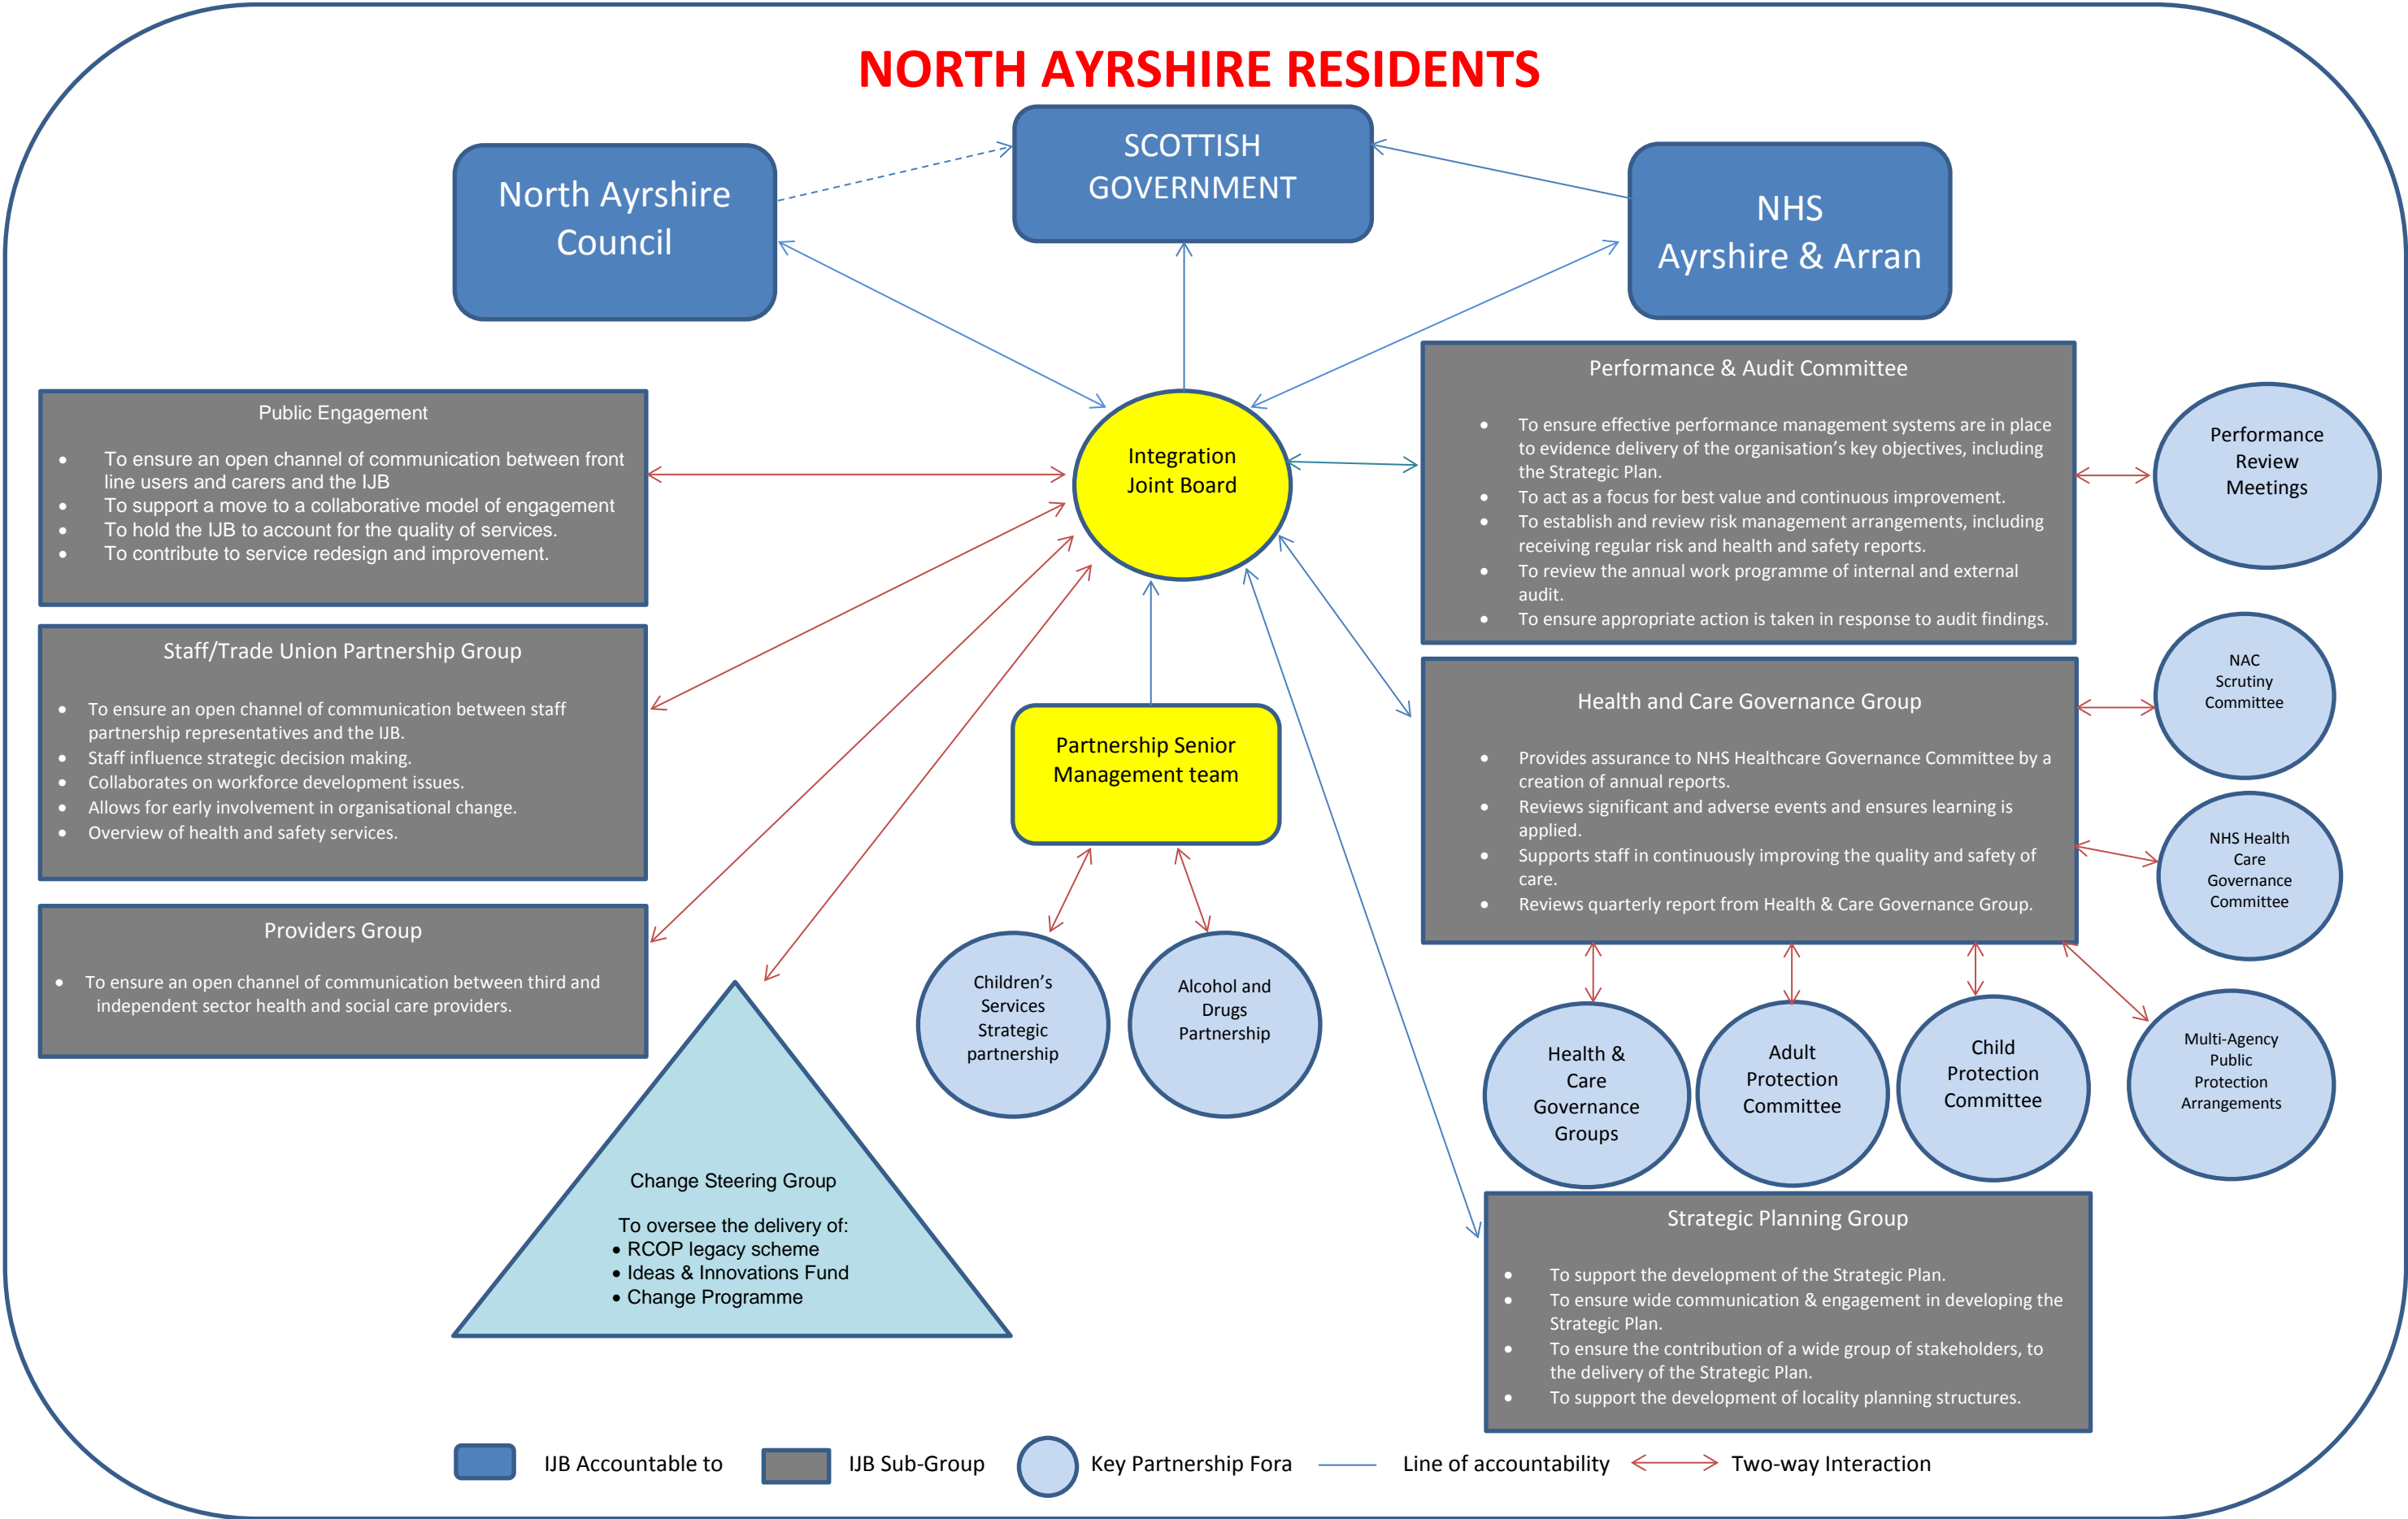 NORTH AYRSHIRE RESIDENTS
North Ayrshire
Council
SCOTTISH
GOVERNMENT
NHS
Ayrshire & Arran
Public Engagement
• To ensure an open channel of communication between front
line users and carers and the IJB
• To support a move to a collaborative model of engagement
• To hold the IJB to account for the quality of services.
• To contribute to service redesign and improvement.
Staff/Trade Union Partnership Group
• To ensure an open channel of communication between staff
partnership representatives and the IJB.
• Staff influence strategic decision making.
• Collaborates on workforce development issues.
• Allows for early involvement in organisational change.
• Overview of health and safety services.
Providers Group
• To ensure an open channel of communication between third and
independent sector health and social care providers.
Integration
Joint Board
Partnership Senior
Management team
Children’s
Services
Strategic
partnership
Alcohol and
Drugs
Partnership
Change Steering Group
To oversee the delivery of:
• RCOP legacy scheme
• Ideas & Innovations Fund
• Change Programme
Performance & Audit Committee
• To ensure effective performance management systems are in place
to evidence delivery of the organisation’s key objectives, including
the Strategic Plan.
• To act as a focus for best value and continuous improvement.
• To establish and review risk management arrangements, including
receiving regular risk and health and safety reports.
• To review the annual work programme of internal and external
audit.
• To ensure appropriate action is taken in response to audit findings.
Performance
Review
Meetings
Health and Care Governance Group
• Provides assurance to NHS Healthcare Governance Committee by a
creation of annual reports.
• Reviews significant and adverse events and ensures learning is
applied.
• Supports staff in continuously improving the quality and safety of
care.
• Reviews quarterly report from Health & Care Governance Group.
NAC
Scrutiny
Committee
NHS Health
Care
Governance
Committee
Health &
Care
Governance
Groups
Adult
Protection
Committee
Child
Protection
Committee
Multi-Agency
Public
Protection
Arrangements
Strategic Planning Group
• To support the development of the Strategic Plan.
• To ensure wide communication & engagement in developing the
Strategic Plan.
• To ensure the contribution of a wide group of stakeholders, to
the delivery of the Strategic Plan.
• To support the development of locality planning structures.
IJB Accountable to
IJB Sub-Group
Key Partnership Fora
Line of accountability
Two-way Interaction